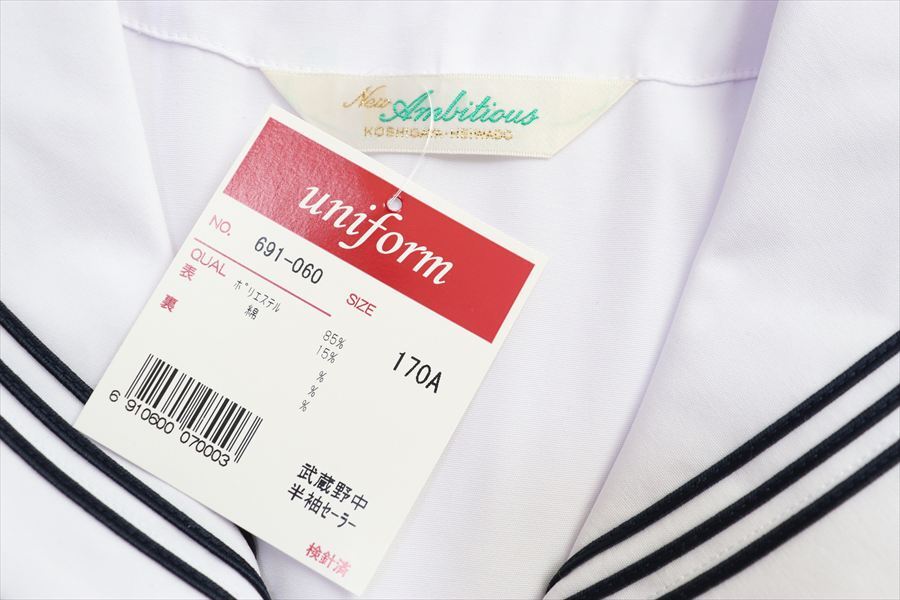 New Ambitious
KOSHIGAYA·HEIWADO
uniform
NO. 691-060
QUAL SIZE
表 ポリエステル 85%
裏 綿 15%
%
%
%
170A
6 910600 070003
武蔵野中
半袖セーラー
検針済